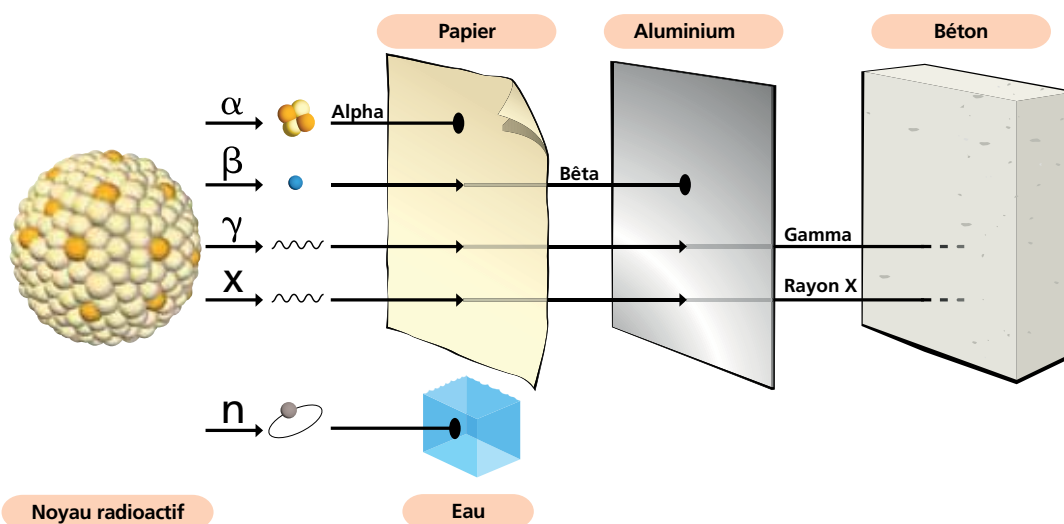 Papier Aluminium Béton
α Alpha
β Bêta
γ Gamma
X Rayon X
n
Noyau radioactif Eau